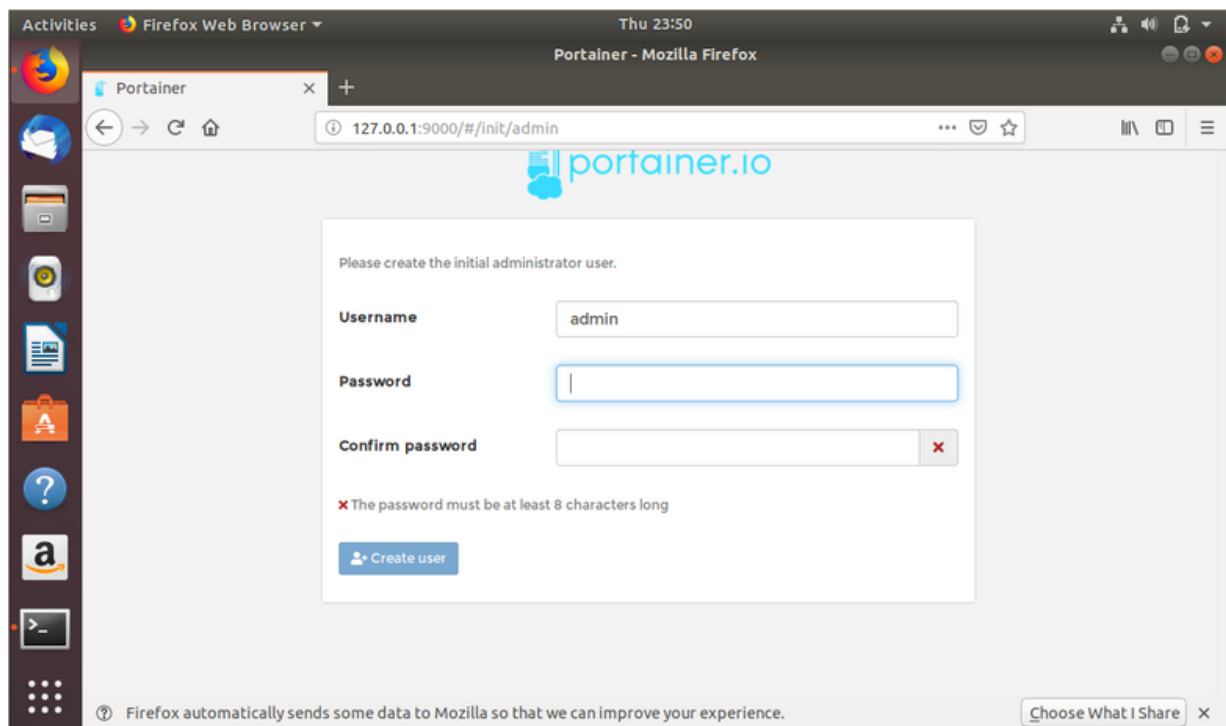 Activities Firefox Web Browser Thu 23:50
Portainer - Mozilla Firefox
Portainer
127.0.0.1:9000/#/init/admin
portainer.io
Please create the initial administrator user.
Username admin
Password
Confirm password
The password must be at least 8 characters long
Create user
Firefox automatically sends some data to Mozilla so that we can improve your experience. Choose What I Share